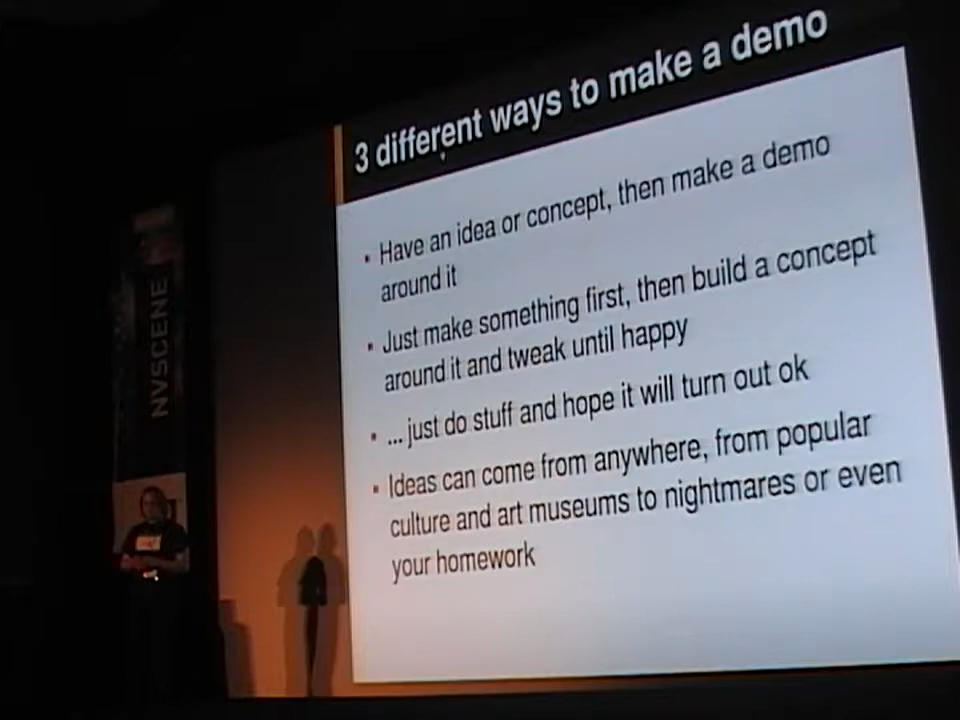 3 different ways to make a demo
• Have an idea or concept, then make a demo
around it
• Just make something first, then build a concept
around it and tweak until happy
• ... just do stuff and hope it will turn out ok
• Ideas can come from anywhere, from popular
culture and art museums to nightmares or even
your homework
NVSCENE